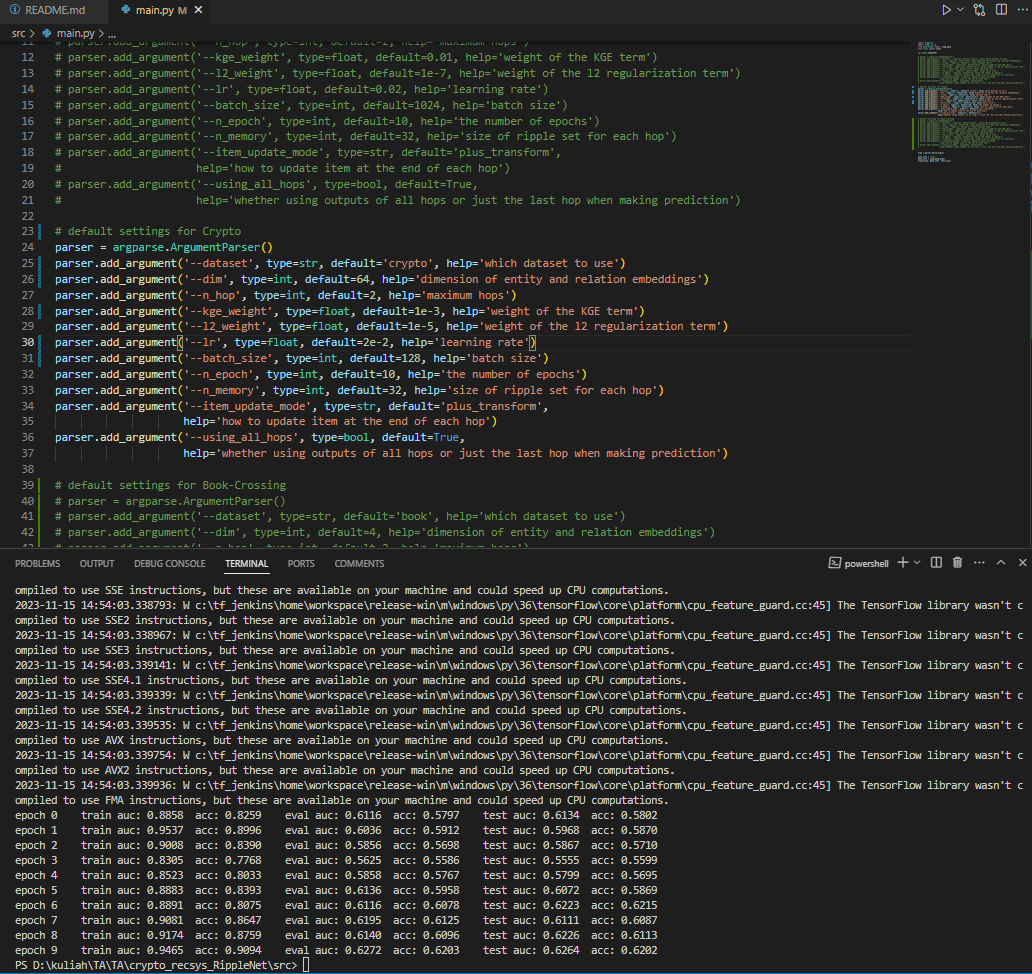 README.md
main.py M
src > main.py > ...
11 # parser.add_argument('--n_hop', type=int, default=2, help='maximum hops')
12 # parser.add_argument('--kge_weight', type=float, default=0.01, help='weight of the KGE term')
13 # parser.add_argument('--l2_weight', type=float, default=1e-7, help='weight of the l2 regularization term')
14 # parser.add_argument('--lr', type=float, default=0.02, help='learning rate')
15 # parser.add_argument('--batch_size', type=int, default=1024, help='batch size')
16 # parser.add_argument('--n_epoch', type=int, default=10, help='the number of epochs')
17 # parser.add_argument('--n_memory', type=int, default=32, help='size of ripple set for each hop')
18 # parser.add_argument('--item_update_mode', type=str, default='plus_transform',
19 #                     help='how to update item at the end of each hop')
20 # parser.add_argument('--using_all_hops', type=bool, default=True,
21 #                     help='whether using outputs of all hops or just the last hop when making prediction')
22
23 # default settings for Crypto
24 parser = argparse.ArgumentParser()
25 parser.add_argument('--dataset', type=str, default='crypto', help='which dataset to use')
26 parser.add_argument('--dim', type=int, default=64, help='dimension of entity and relation embeddings')
27 parser.add_argument('--n_hop', type=int, default=2, help='maximum hops')
28 parser.add_argument('--kge_weight', type=float, default=1e-3, help='weight of the KGE term')
29 parser.add_argument('--l2_weight', type=float, default=1e-5, help='weight of the l2 regularization term')
30 parser.add_argument('--lr', type=float, default=2e-2, help='learning rate')
31 parser.add_argument('--batch_size', type=int, default=128, help='batch size')
32 parser.add_argument('--n_epoch', type=int, default=10, help='the number of epochs')
33 parser.add_argument('--n_memory', type=int, default=32, help='size of ripple set for each hop')
34 parser.add_argument('--item_update_mode', type=str, default='plus_transform',
35                     help='how to update item at the end of each hop')
36 parser.add_argument('--using_all_hops', type=bool, default=True,
37                     help='whether using outputs of all hops or just the last hop when making prediction')
38
39 # default settings for Book-Crossing
40 # parser = argparse.ArgumentParser()
41 # parser.add_argument('--dataset', type=str, default='book', help='which dataset to use')
42 # parser.add_argument('--dim', type=int, default=4, help='dimension of entity and relation embeddings')
43 # parser.add_argument('--n_hop', type=int, default=2, help='maximum hops')
PROBLEMS OUTPUT DEBUG CONSOLE TERMINAL PORTS COMMENTS powershell
ompiled to use SSE instructions, but these are available on your machine and could speed up CPU computations.
2023-11-15 14:54:03.338793: W c:\tf_jenkins\home\workspace\release-win\m\windows\py\36\tensorflow\core\platform\cpu_feature_guard.cc:45] The TensorFlow library wasn't c
ompiled to use SSE2 instructions, but these are available on your machine and could speed up CPU computations.
2023-11-15 14:54:03.338967: W c:\tf_jenkins\home\workspace\release-win\m\windows\py\36\tensorflow\core\platform\cpu_feature_guard.cc:45] The TensorFlow library wasn't c
ompiled to use SSE3 instructions, but these are available on your machine and could speed up CPU computations.
2023-11-15 14:54:03.339141: W c:\tf_jenkins\home\workspace\release-win\m\windows\py\36\tensorflow\core\platform\cpu_feature_guard.cc:45] The TensorFlow library wasn't c
ompiled to use SSE4.1 instructions, but these are available on your machine and could speed up CPU computations.
2023-11-15 14:54:03.339339: W c:\tf_jenkins\home\workspace\release-win\m\windows\py\36\tensorflow\core\platform\cpu_feature_guard.cc:45] The TensorFlow library wasn't c
ompiled to use SSE4.2 instructions, but these are available on your machine and could speed up CPU computations.
2023-11-15 14:54:03.339535: W c:\tf_jenkins\home\workspace\release-win\m\windows\py\36\tensorflow\core\platform\cpu_feature_guard.cc:45] The TensorFlow library wasn't c
ompiled to use AVX instructions, but these are available on your machine and could speed up CPU computations.
2023-11-15 14:54:03.339754: W c:\tf_jenkins\home\workspace\release-win\m\windows\py\36\tensorflow\core\platform\cpu_feature_guard.cc:45] The TensorFlow library wasn't c
ompiled to use AVX2 instructions, but these are available on your machine and could speed up CPU computations.
2023-11-15 14:54:03.339936: W c:\tf_jenkins\home\workspace\release-win\m\windows\py\36\tensorflow\core\platform\cpu_feature_guard.cc:45] The TensorFlow library wasn't c
ompiled to use FMA instructions, but these are available on your machine and could speed up CPU computations.
epoch 0    train auc: 0.8858  acc: 0.8259    eval auc: 0.6116  acc: 0.5797    test auc: 0.6134  acc: 0.5802
epoch 1    train auc: 0.9537  acc: 0.8996    eval auc: 0.6036  acc: 0.5912    test auc: 0.5968  acc: 0.5870
epoch 2    train auc: 0.9008  acc: 0.8390    eval auc: 0.5856  acc: 0.5698    test auc: 0.5867  acc: 0.5710
epoch 3    train auc: 0.8305  acc: 0.7768    eval auc: 0.5625  acc: 0.5586    test auc: 0.5555  acc: 0.5599
epoch 4    train auc: 0.8523  acc: 0.8033    eval auc: 0.5858  acc: 0.5767    test auc: 0.5799  acc: 0.5695
epoch 5    train auc: 0.8883  acc: 0.8393    eval auc: 0.6136  acc: 0.5958    test auc: 0.6072  acc: 0.5869
epoch 6    train auc: 0.8891  acc: 0.8075    eval auc: 0.6116  acc: 0.6078    test auc: 0.6223  acc: 0.6215
epoch 7    train auc: 0.9081  acc: 0.8647    eval auc: 0.6195  acc: 0.6125    test auc: 0.6111  acc: 0.6087
epoch 8    train auc: 0.9174  acc: 0.8759    eval auc: 0.6140  acc: 0.6096    test auc: 0.6226  acc: 0.6113
epoch 9    train auc: 0.9465  acc: 0.9094    eval auc: 0.6272  acc: 0.6203    test auc: 0.6264  acc: 0.6202
PS D:\kuliah\TA\TA\crypto_recsys_RippleNet\src>